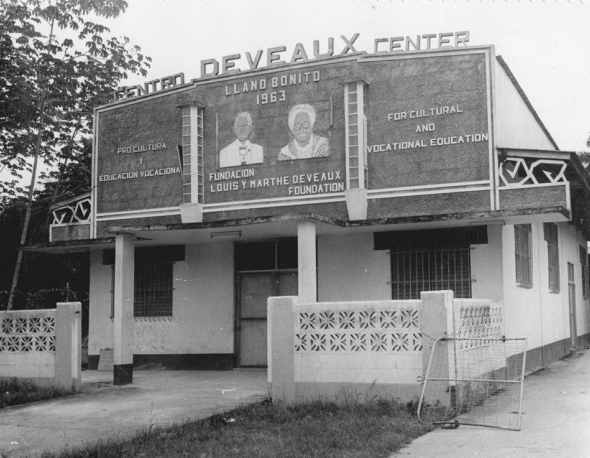 CENTRO DEVEAUX CENTER
LLANO BONITO
1963
PRO CULTURA
Y
EDUCACION VOCACIONAL
FOR CULTURAL
AND
VOCATIONAL EDUCATION
FUNDACION
LOUIS Y MARTHE DEVEAUX
FOUNDATION